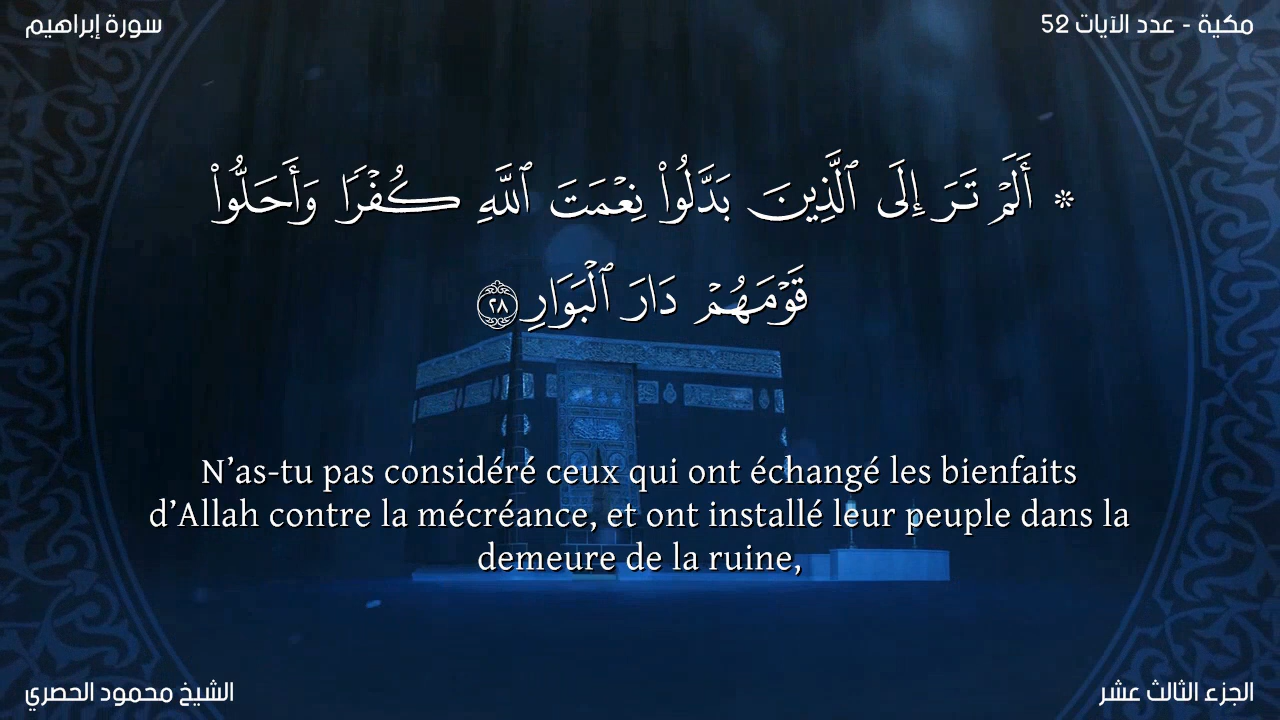 سورة إبراهيم
مكية - عدد الآيات 52
۞ أَلَمْ تَرَ إِلَى ٱلَّذِينَ بَدَّلُوا۟ نِعْمَتَ ٱللَّهِ كُفْرًا وَأَحَلُّوا۟
قَوْمَهُمْ دَارَ ٱلْبَوَارِ ٢٨
N’as-tu pas considéré ceux qui ont échangé les bienfaits
d’Allah contre la mécréance, et ont installé leur peuple dans la
demeure de la ruine,
الشيخ محمود الحصري
الجزء الثالث عشر